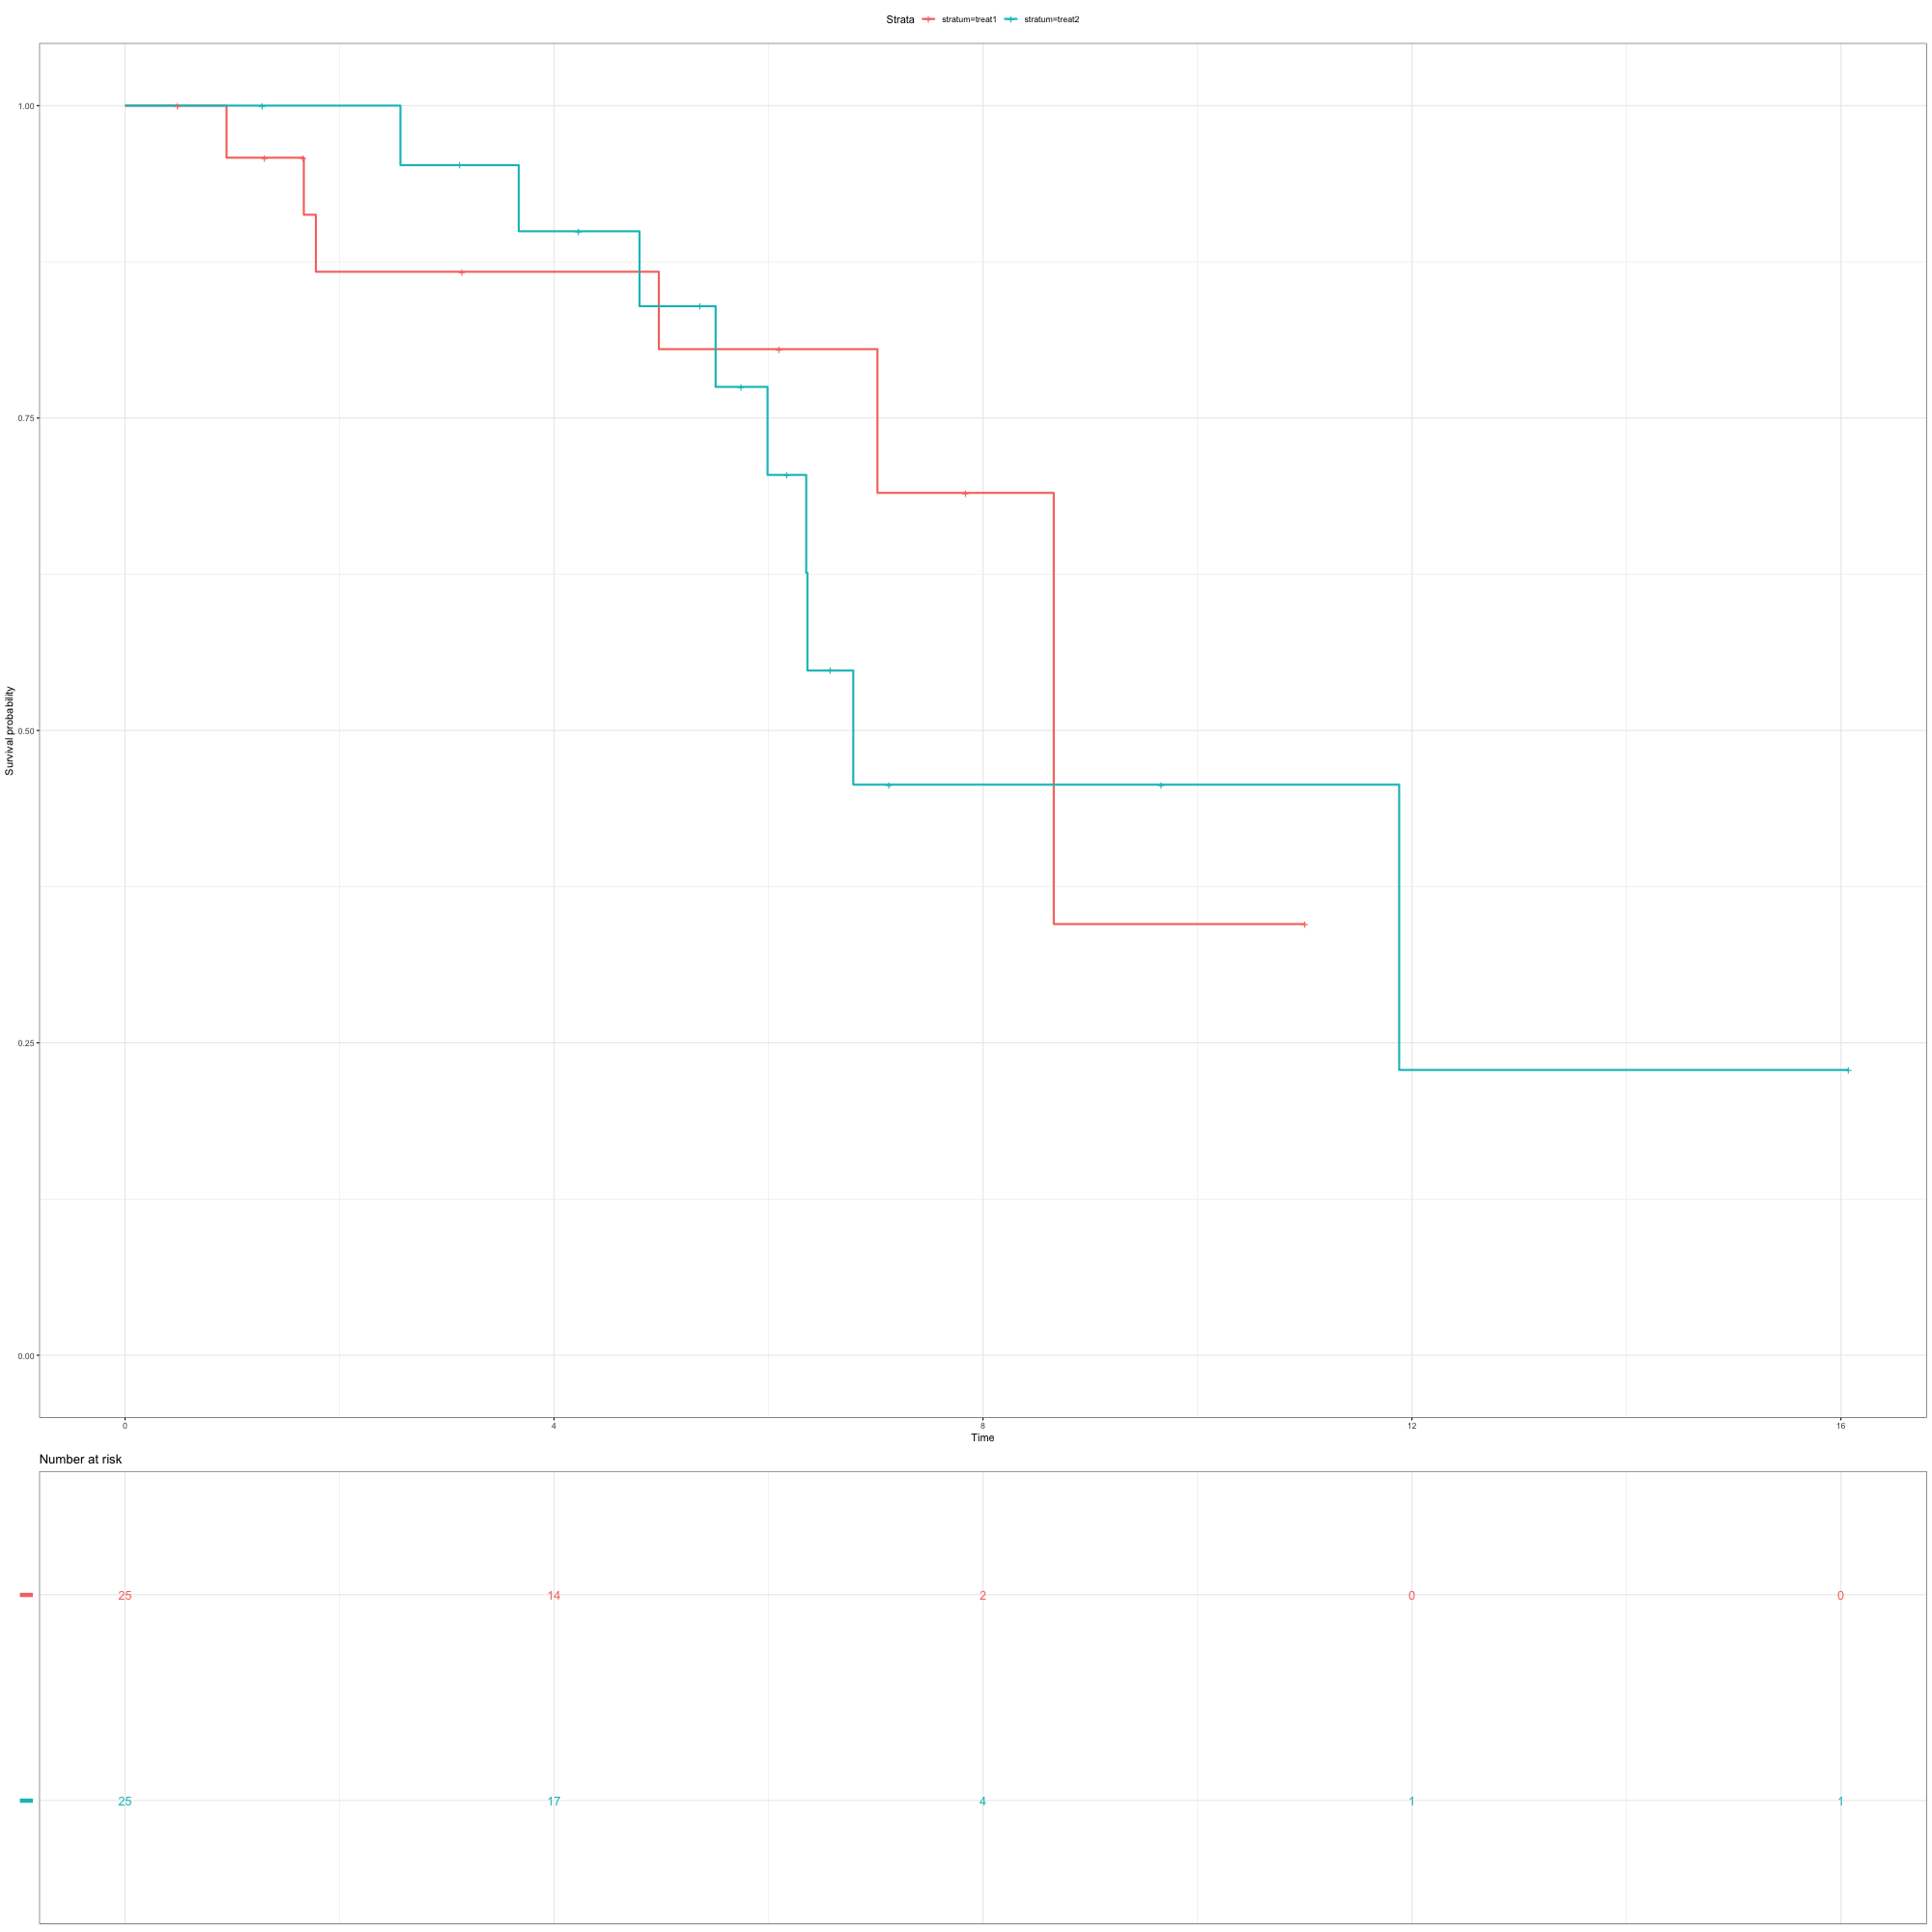 Strata stratum=treat1 stratum=treat2
1.00
0.75
0.50
0.25
0.00
Survival probability
0 4 8 12 16
Time
Number at risk
25 14 2 0 0
25 17 4 1 1